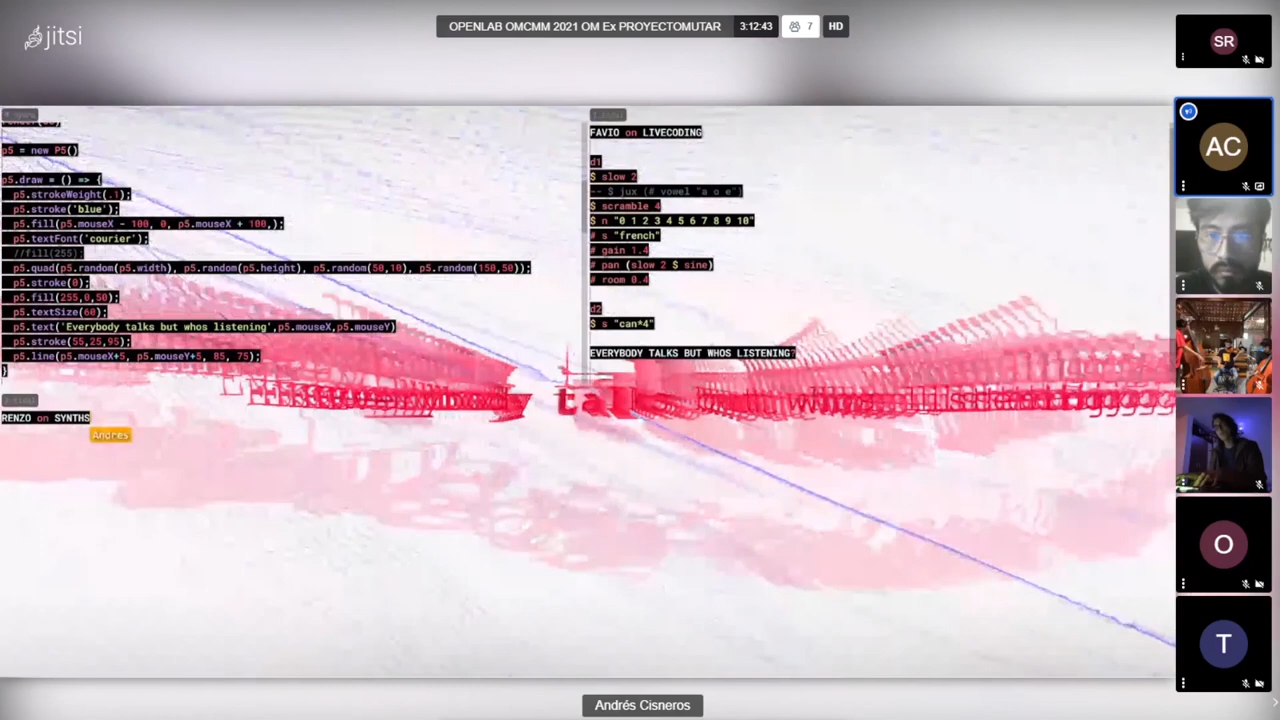 jitsi
OPENLAB OMCMM 2021 OM Ex PROYECTOMUTAR 3:12:43 7 HD
SR
AC
O
T
p5 = new P5()
p5.draw = () => {
p5.strokeWeight(.1);
p5.stroke('blue');
p5.fill(p5.mouseX - 100, 0, p5.mouseX + 100,);
p5.textFont('courier');
//fill(255);
p5.quad(p5.random(p5.width), p5.random(p5.height), p5.random(50,10), p5.random(150,50));
p5.stroke(0);
p5.fill(255,0,50);
p5.textSize(60);
p5.text('Everybody talks but whos listening',p5.mouseX,p5.mouseY)
p5.stroke(55,25,95);
p5.line(p5.mouseX+5, p5.mouseY+5, 85, 75);
}
RENZO on SYNTHS
Andres
FAVIO on LIVECODING
d1
$ slow 2
-- $ jux (# vowel "a o e")
$ scramble 4
$ n "0 1 2 3 4 5 6 7 8 9 10"
# s "french"
# gain 1.4
# pan (slow 2 $ sine)
# room 0.4
d2
$ s "can*4"
EVERYBODY TALKS BUT WHOS LISTENING?
Andrés Cisneros